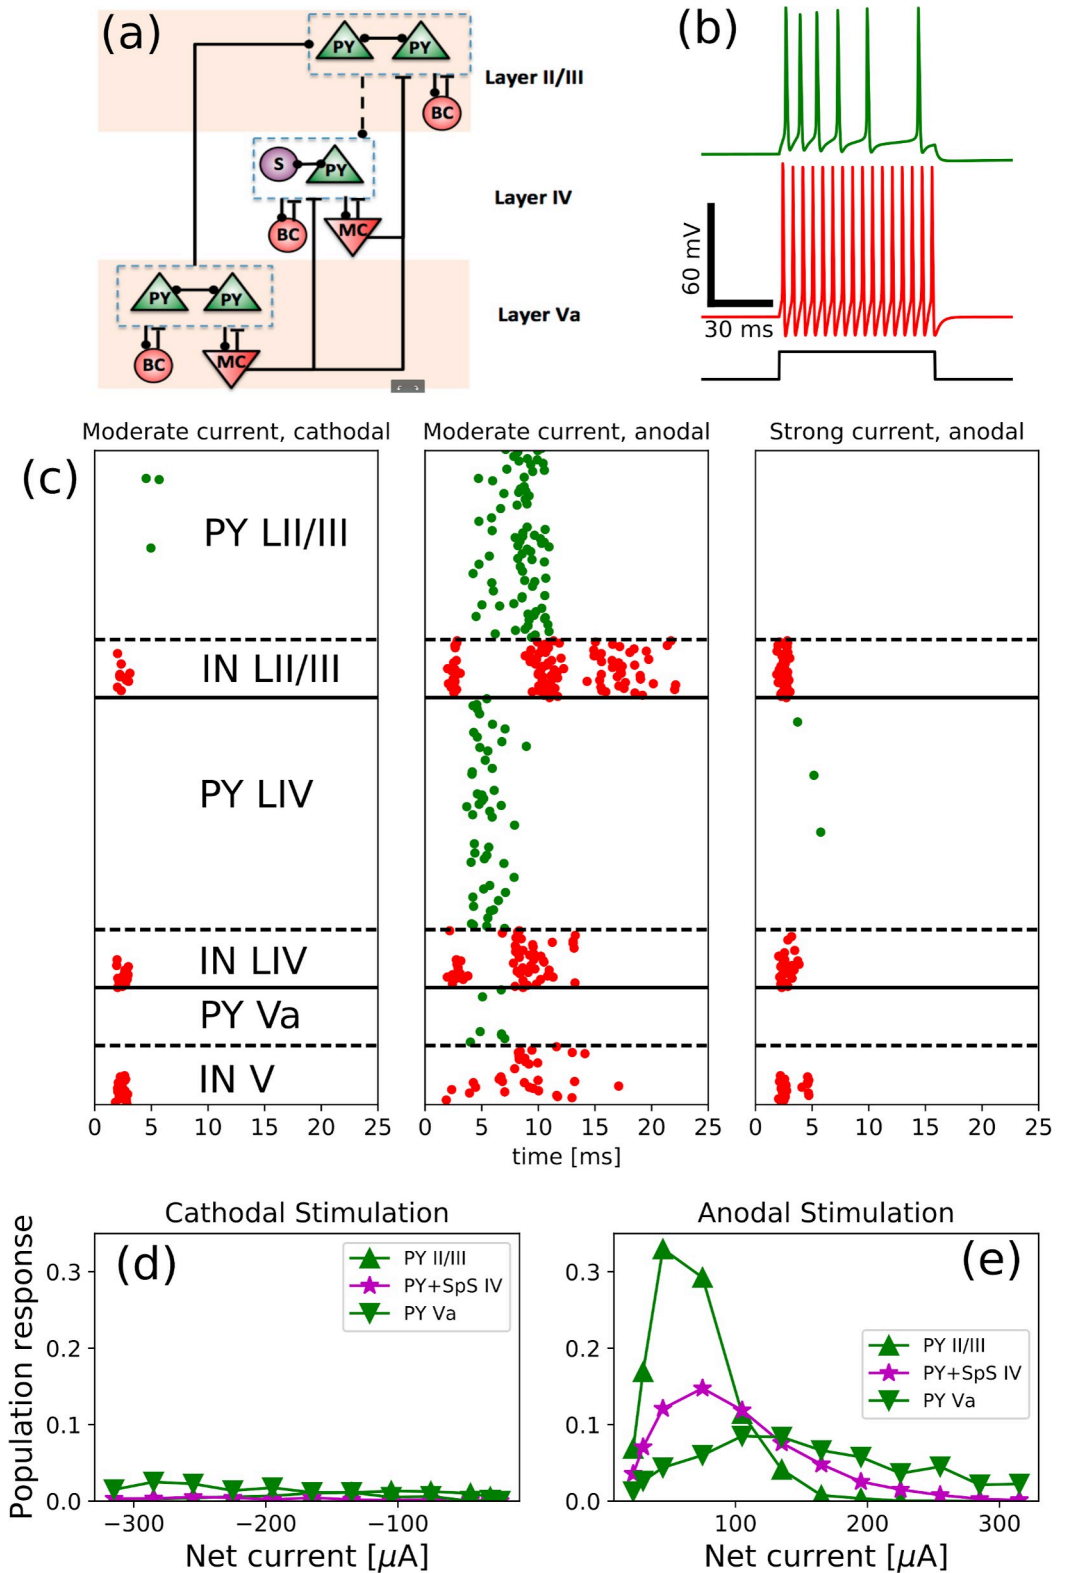 (a)
PY PY
Layer II/III
BC
S PY
Layer IV
BC MC
PY PY
Layer Va
BC MC
(b)
60 mV
30 ms
(c)
Moderate current, cathodal
Moderate current, anodal
Strong current, anodal
PY LII/III
IN LII/III
PY LIV
IN LIV
PY Va
IN V
0 5 10 15 20 25
0 5 10 15 20 25
0 5 10 15 20 25
time [ms]
Cathodal Stimulation
(d)
PY II/III
PY+SpS IV
PY Va
Population response
0.3
0.2
0.1
0.0
−300 −200 −100
Net current [μA]
Anodal Stimulation
(e)
PY II/III
PY+SpS IV
PY Va
0.3
0.2
0.1
0.0
100 200 300
Net current [μA]